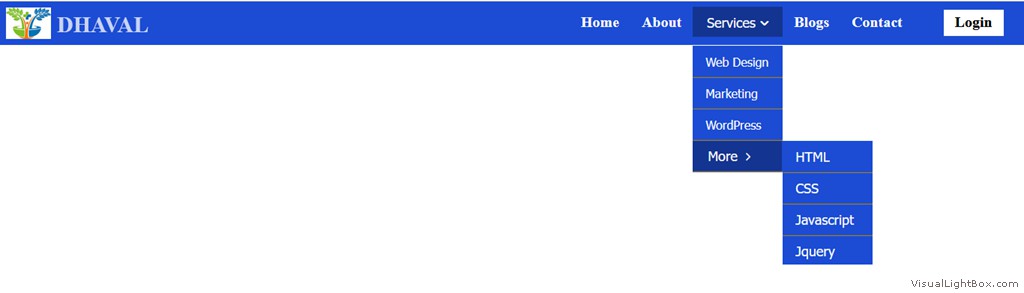 DHAVAL Home About Services Blogs Contact Login
Web Design
Marketing
WordPress
More HTML
CSS
Javascript
Jquery
VisualLightBox.com